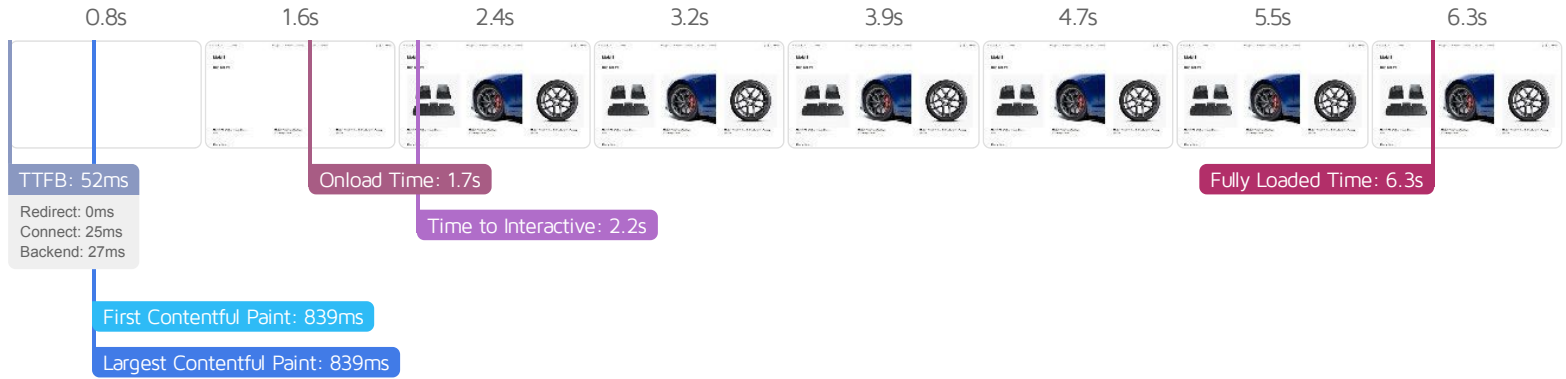 0.8s
1.6s
2.4s
3.2s
3.9s
4.7s
5.5s
6.3s
TTFB: 52ms
Redirect: 0ms
Connect: 25ms
Backend: 27ms
Onload Time: 1.7s
Fully Loaded Time: 6.3s
Time to Interactive: 2.2s
First Contentful Paint: 839ms
Largest Contentful Paint: 839ms